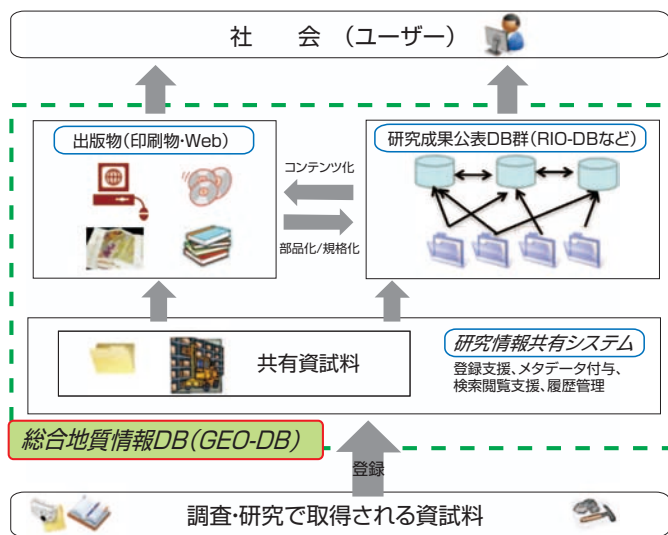 社　会 （ユーザー）
出版物（印刷物・Web）
研究成果公表DB群（RIO-DBなど）
コンテンツ化
部品化/規格化
共有資試料
研究情報共有システム
登録支援、メタデータ付与、
検索閲覧支援、履歴管理
総合地質情報DB（GEO-DB）
登録
調査・研究で取得される資試料